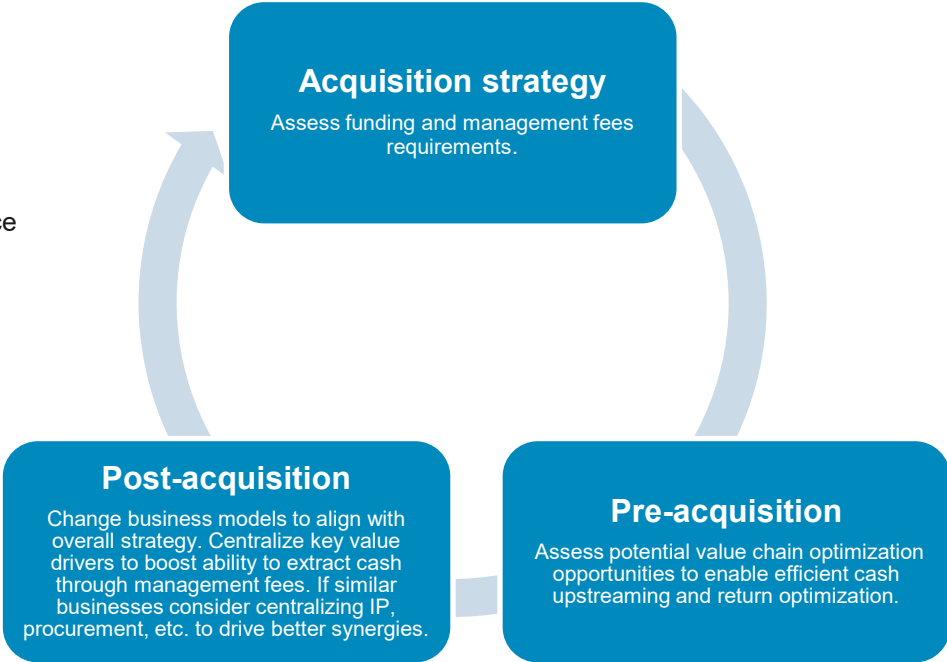 Acquisition strategy
Assess funding and management fees
requirements.
Post-acquisition
Change business models to align with
overall strategy. Centralize key value
drivers to boost ability to extract cash
through management fees. If similar
businesses consider centralizing IP,
procurement, etc. to drive better synergies.
Pre-acquisition
Assess potential value chain optimization
opportunities to enable efficient cash
upstreaming and return optimization.